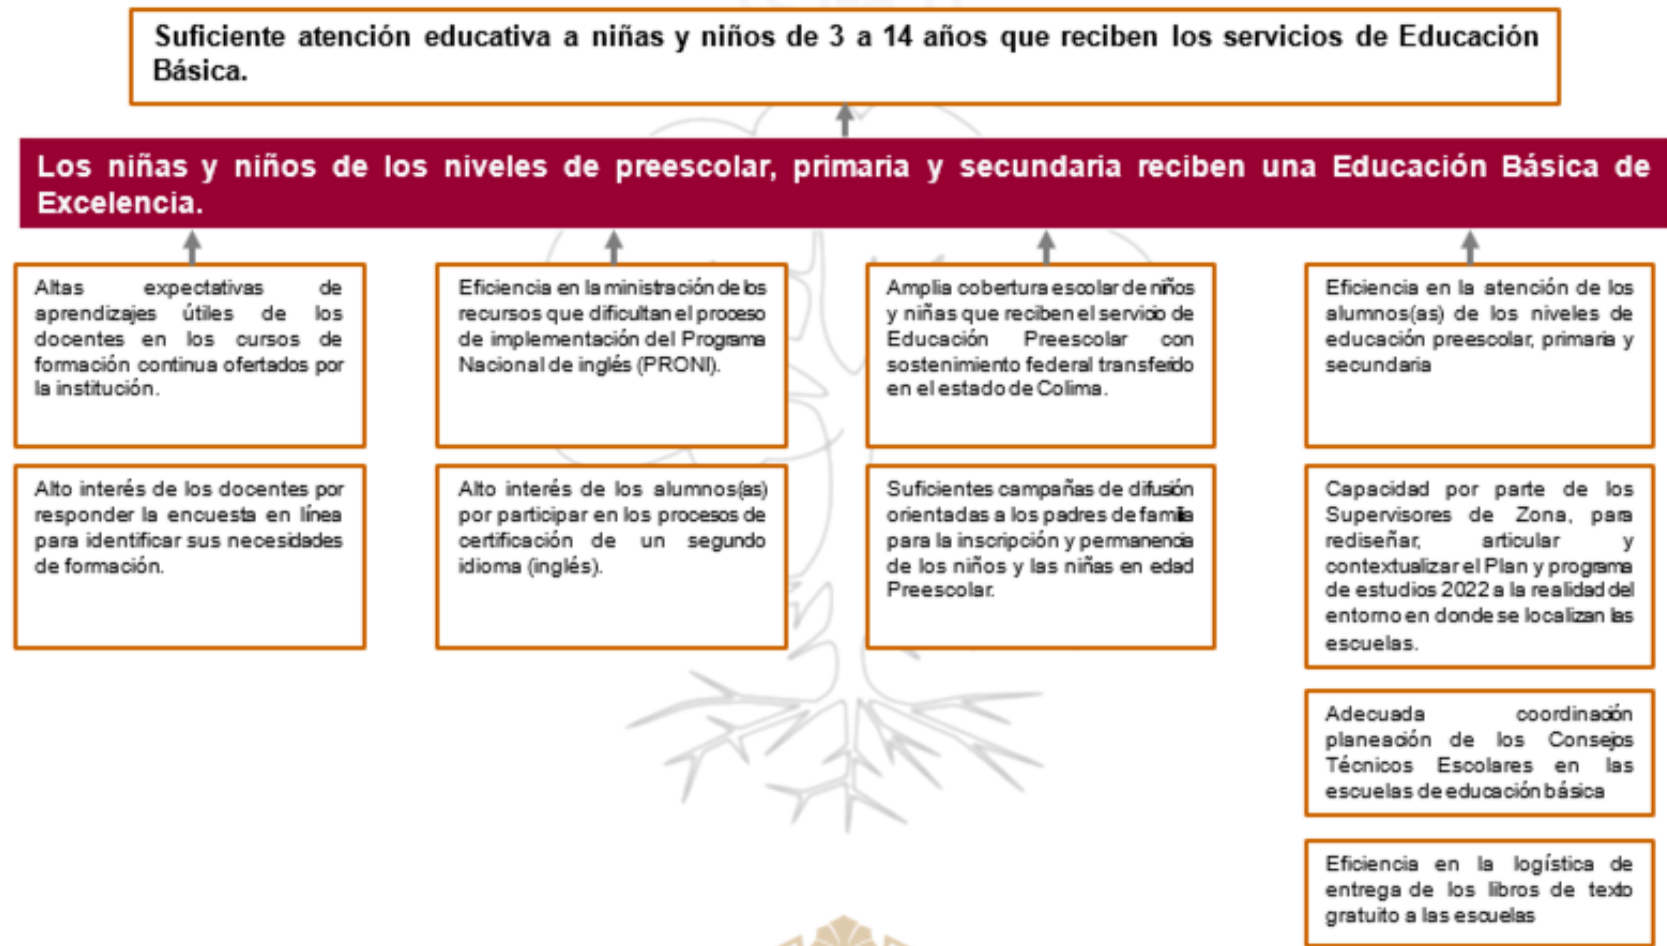 Suficiente atención educativa a niñas y niños de 3 a 14 años que reciben los servicios de Educación
Básica.
Los niñas y niños de los niveles de preescolar, primaria y secundaria reciben una Educación Básica de
Excelencia.
Altas expectativas de
aprendizajes útiles de los
docentes en los cursos de
formación continua ofertados por
la institución.
Alto interés de los docentes por
responder la encuesta en línea
para identificar sus necesidades
de formación.
Eficiencia en la ministración de los
recursos que dificultan el proceso
de implementación del Programa
Nacional de inglés (PRONI).
Alto interés de los alumnos(as)
por participar en los procesos de
certificación de un segundo
idioma (inglés).
Amplia cobertura escolar de niños
y niñas que reciben el servicio de
Educación Preescolar con
sostenimiento federal transferido
en el estado de Colima.
Suficientes campañas de difusión
orientadas a los padres de familia
para la inscripción y permanencia
de los niños y las niñas en edad
Preescolar.
Eficiencia en la atención de los
alumnos(as) de los niveles de
educación preescolar, primaria y
secundaria
Capacidad por parte de los
Supervisores de Zona, para
rediseñar, articular y
contextualizar el Plan y programa
de estudios 2022 a la realidad del
entorno en donde se localizan las
escuelas.
Adecuada coordinación
planeación de los Consejos
Técnicos Escolares en las
escuelas de educación básica
Eficiencia en la logística de
entrega de los libros de texto
gratuito a las escuelas